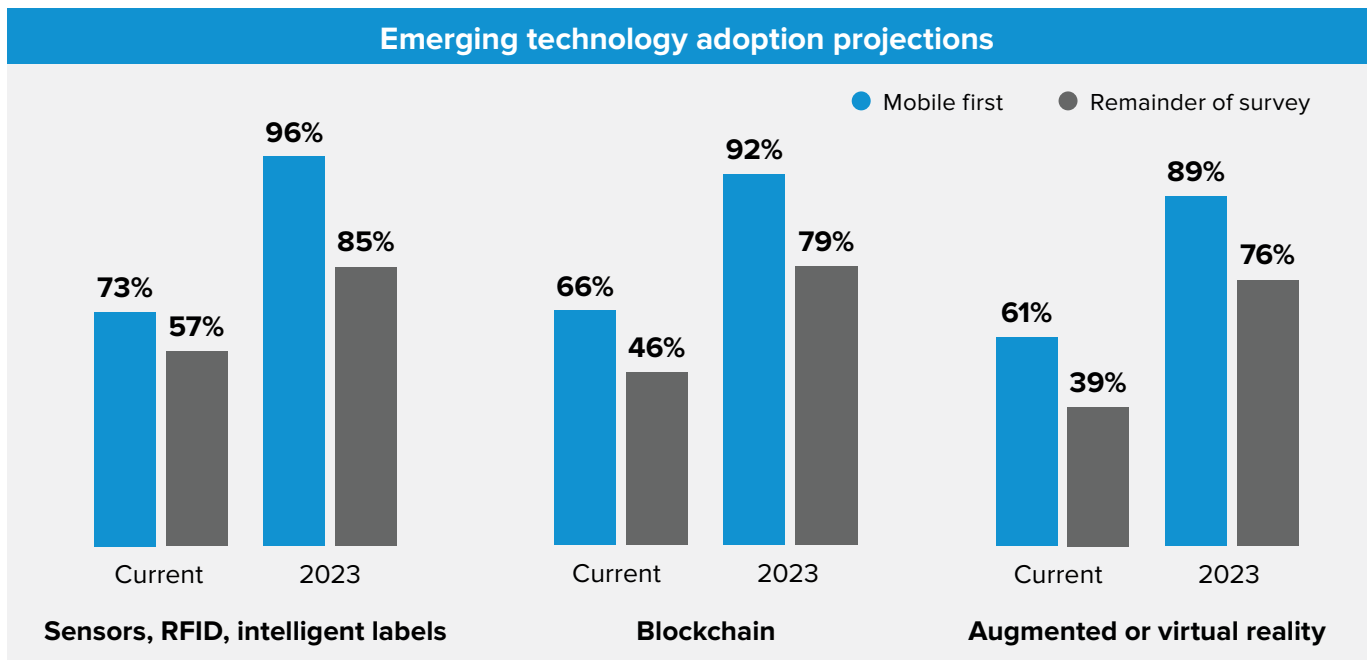 Emerging technology adoption projections
Mobile first
Remainder of survey
96%
85%
73%
57%
Current
2023
Sensors, RFID, intelligent labels
92%
79%
66%
46%
Current
2023
Blockchain
89%
76%
61%
39%
Current
2023
Augmented or virtual reality